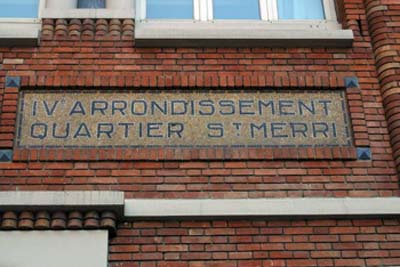 IVᵉ ARRONDISSEMENT
QUARTIER Sᵀ MERRI